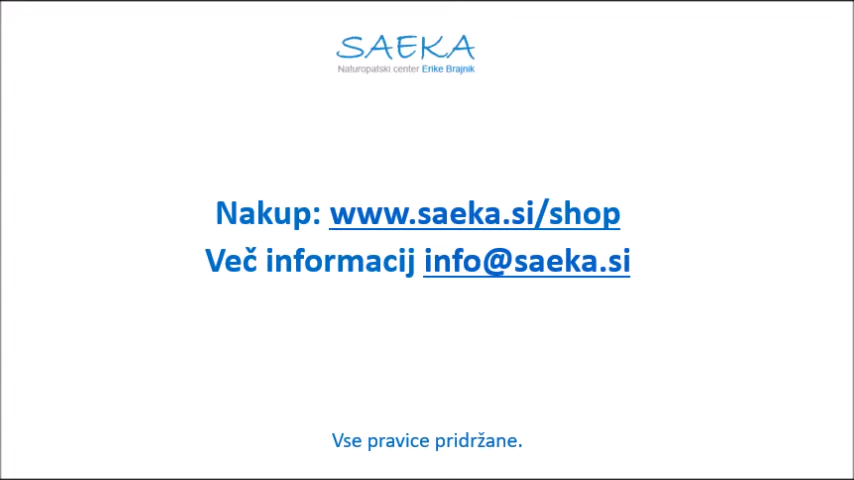 SAEKA
Naturopatski center Erike Brajnik
Nakup: www.saeka.si/shop
Več informacij info@saeka.si
Vse pravice pridržane.